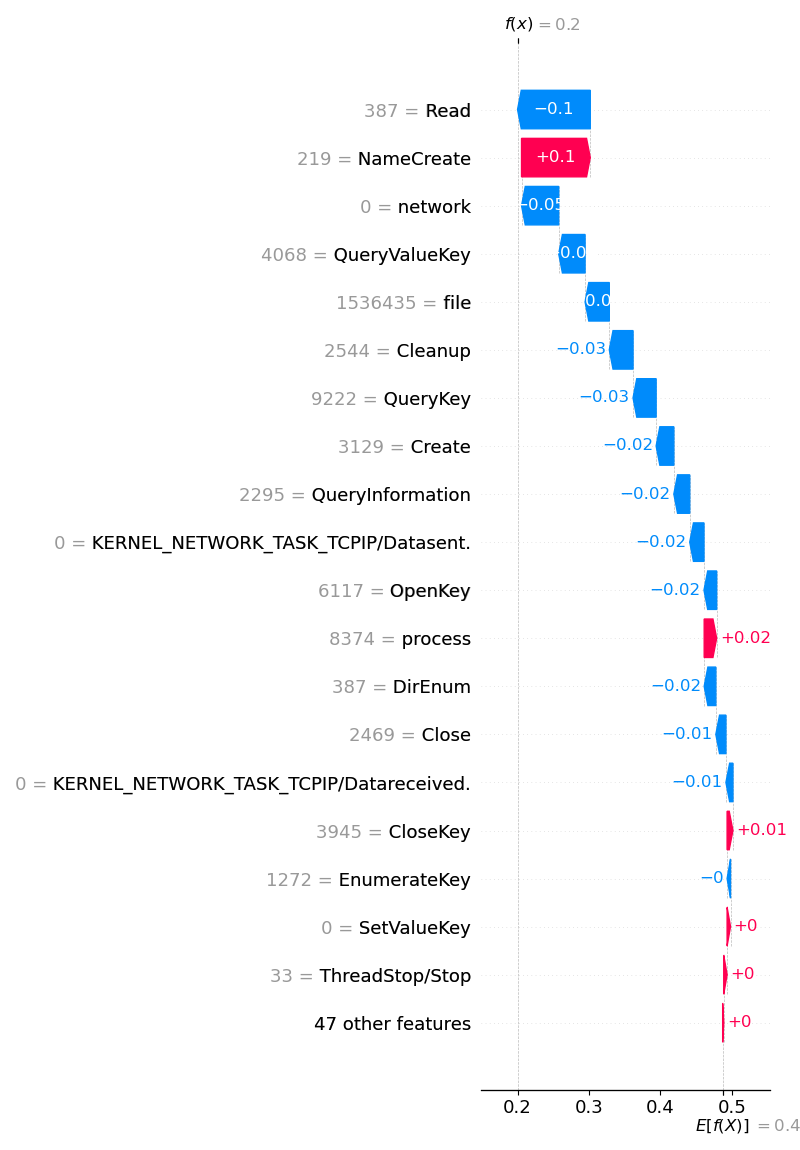 f(x) = 0.2
387 = Read −0.1
219 = NameCreate +0.1
0 = network −0.05
4068 = QueryValueKey 0.0
1536435 = file 0.0
2544 = Cleanup −0.03
9222 = QueryKey −0.03
3129 = Create −0.02
2295 = QueryInformation −0.02
0 = KERNEL_NETWORK_TASK_TCPIP/Datasent. −0.02
6117 = OpenKey −0.02
8374 = process +0.02
387 = DirEnum −0.02
2469 = Close −0.01
0 = KERNEL_NETWORK_TASK_TCPIP/Datareceived. −0.01
3945 = CloseKey +0.01
1272 = EnumerateKey −0
0 = SetValueKey +0
33 = ThreadStop/Stop +0
47 other features +0
0.2 0.3 0.4 0.5
E[f(X)] = 0.4